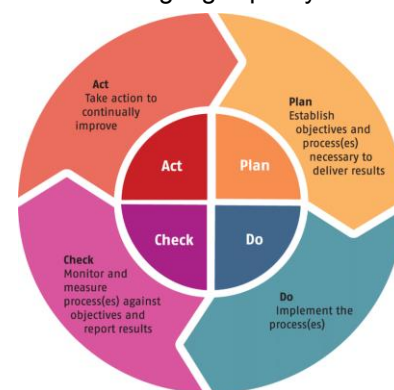 Act
Take action to
continually
improve
Plan
Establish
objectives and
process(es)
necessary to
deliver results
Act
Plan
Check
Do
Check
Monitor and
measure
process(es) against
objectives and
report results
Do
Implement the
process(es)